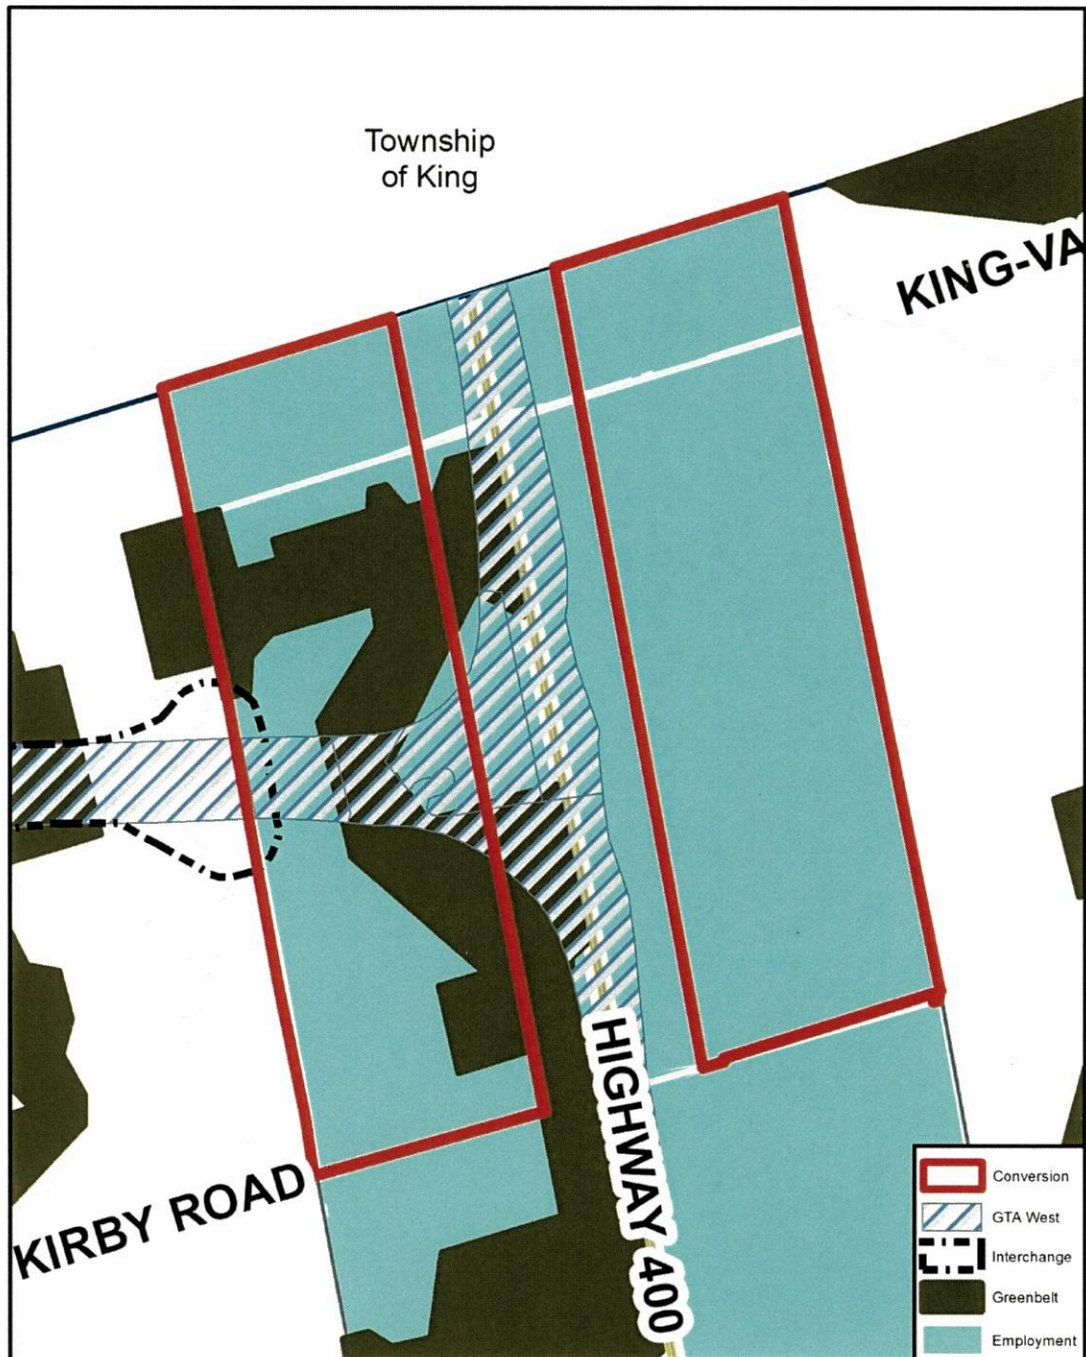 Township
of King
KING-VA
KIRBY ROAD
HIGHWAY 400
Conversion
GTA West
Interchange
Greenbelt
Employment